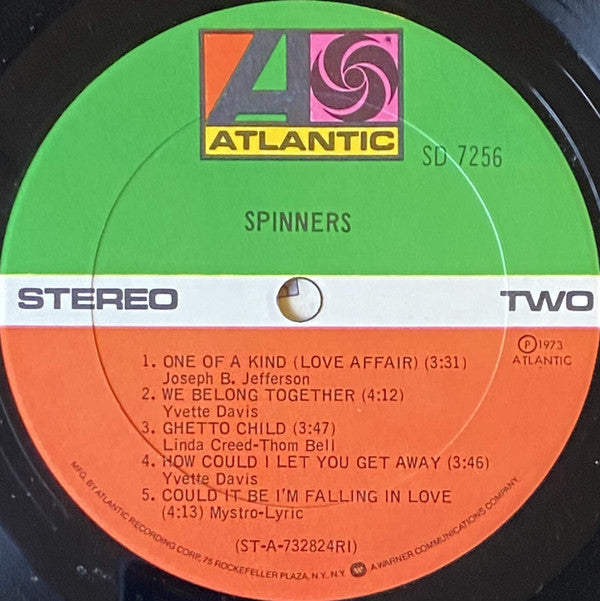 ATLANTIC
SD 7256
SPINNERS
STEREO
TWO
℗1973
ATLANTIC
1. ONE OF A KIND (LOVE AFFAIR) (3:31)
Joseph B. Jefferson
2. WE BELONG TOGETHER (4:12)
Yvette Davis
3. GHETTO CHILD (3:47)
Linda Creed-Thom Bell
4. HOW COULD I LET YOU GET AWAY (3:46)
Yvette Davis
5. COULD IT BE I'M FALLING IN LOVE
(4:13) Mystro-Lyric
(ST-A-732824RI)
MFG. BY ATLANTIC RECORDING CORP., 75 ROCKEFELLER PLAZA, N.Y., N.Y. A WARNER COMMUNICATIONS COMPANY